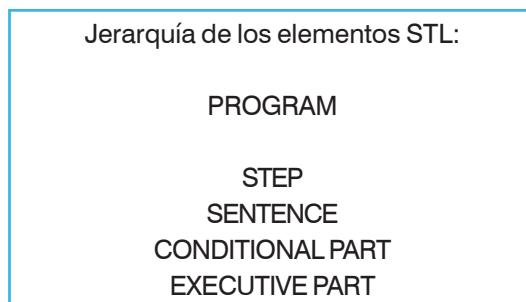 Jerarquía de los elementos STL:
PROGRAM
STEP
SENTENCE
CONDITIONAL PART
EXECUTIVE PART